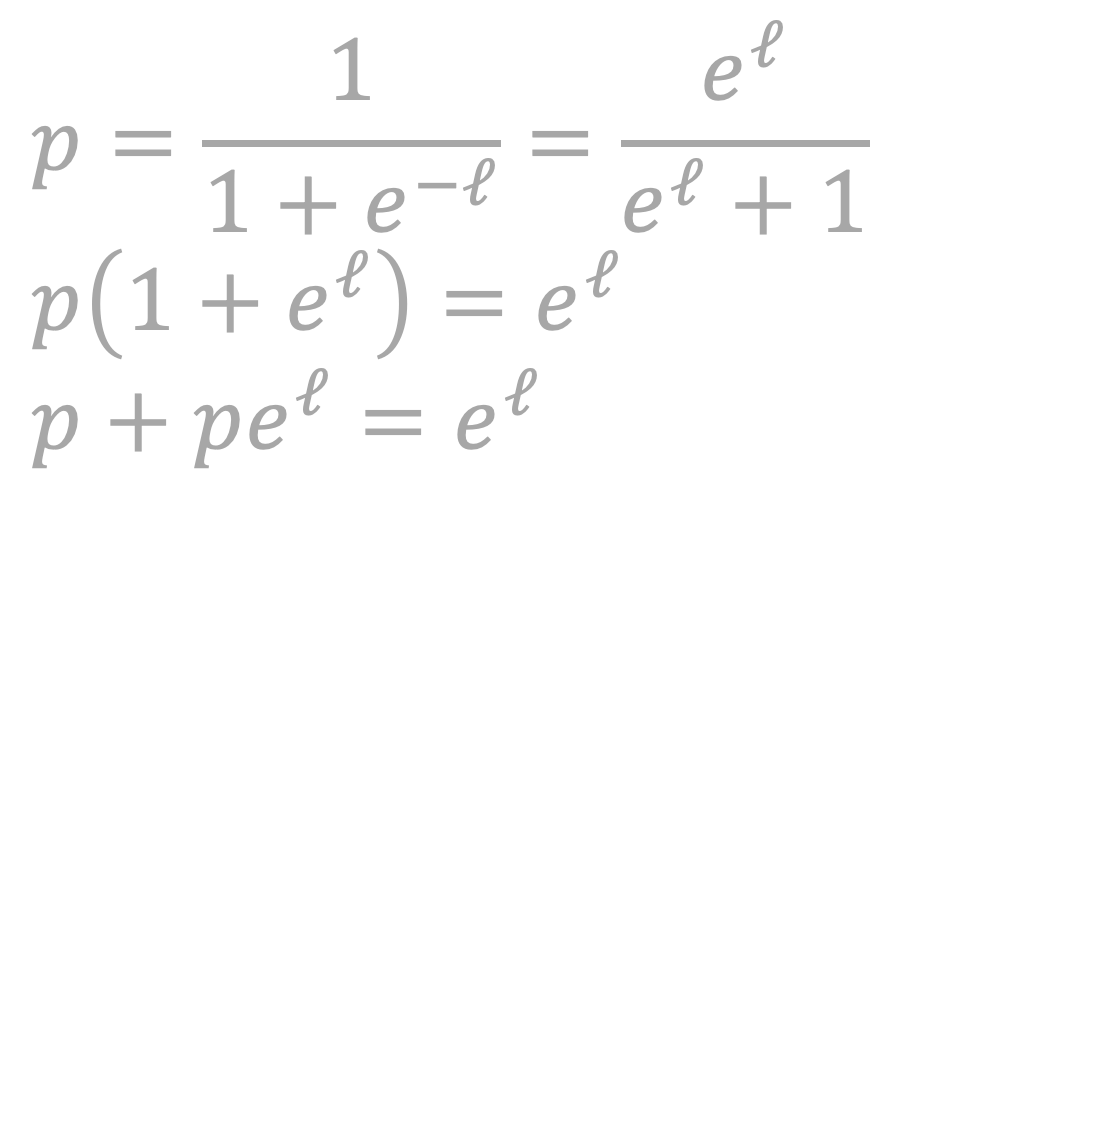 p = 1/(1 + e^{-ℓ}) = e^ℓ/(e^ℓ + 1)
p(1 + e^ℓ) = e^ℓ
p + pe^ℓ = e^ℓ